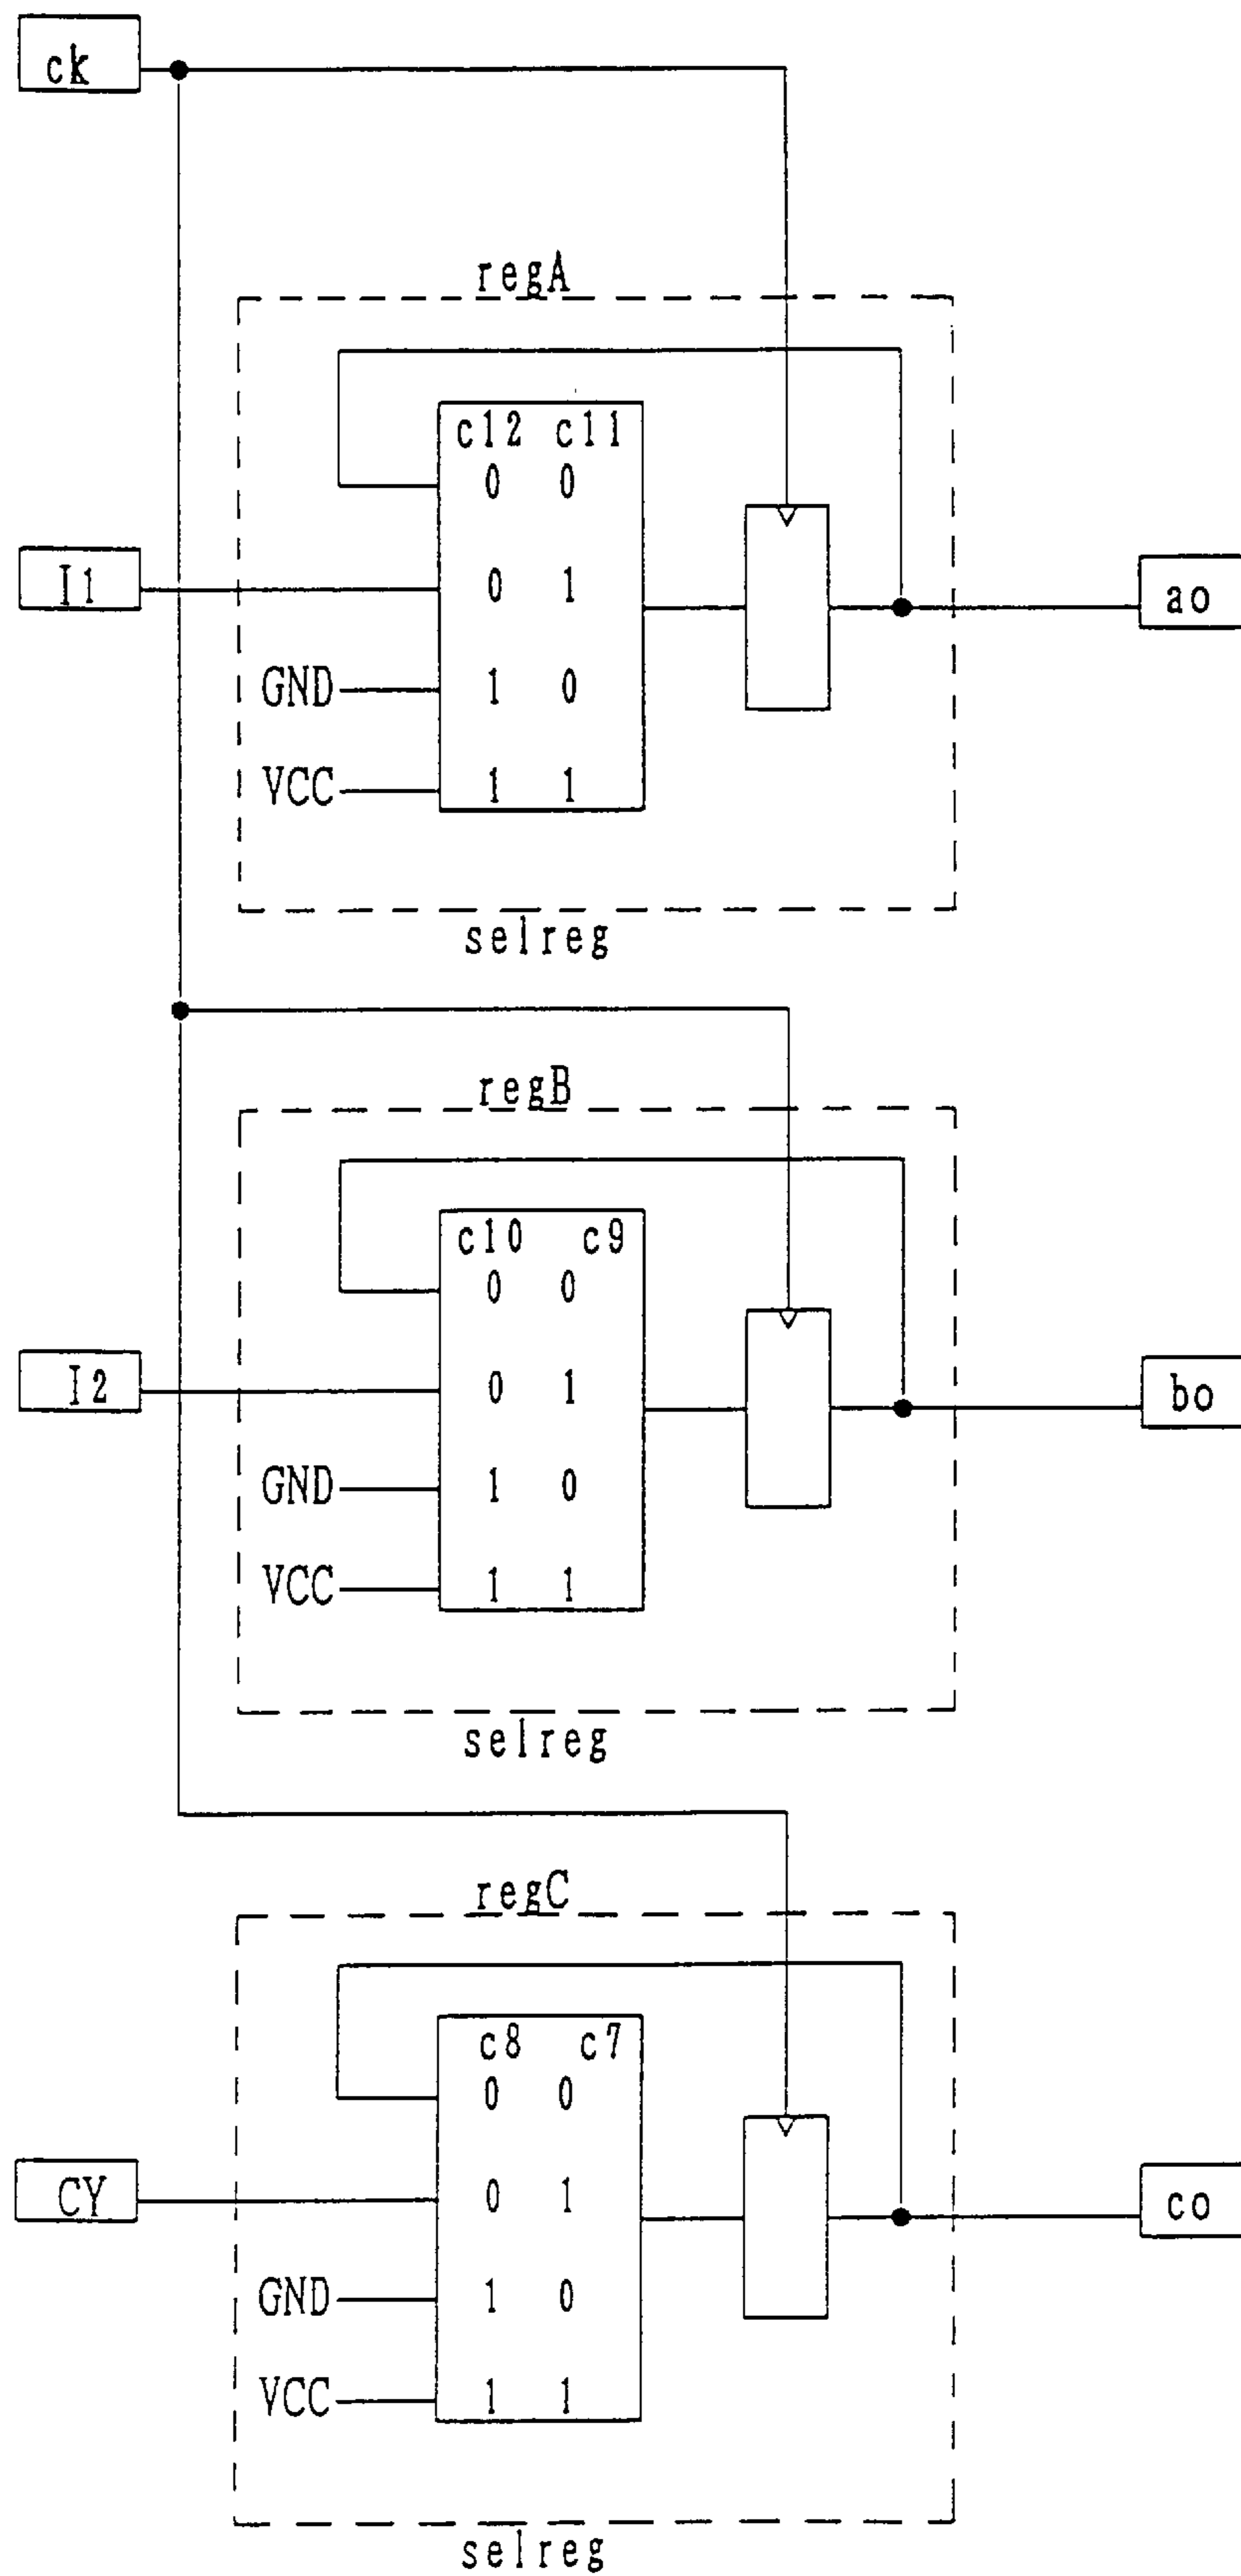 ck
regA
c12 c11
0 0
I1
0 1
ao
GND
1 0
VCC
1 1
selreg
regB
c10 c9
0 0
I2
0 1
bo
GND
1 0
VCC
1 1
selreg
regC
c8 c7
0 0
CY
0 1
co
GND
1 0
VCC
1 1
selreg